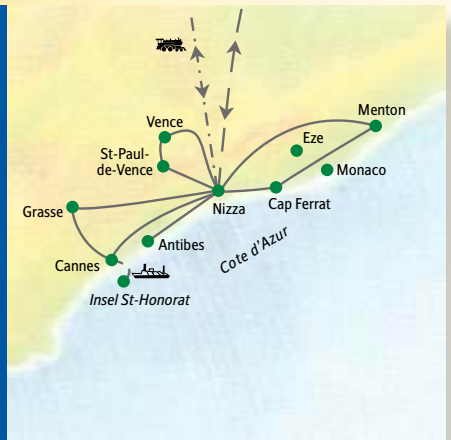 Menton
Vence
Eze
St-Paul-
de-Vence
Monaco
Grasse
Nizza
Cap Ferrat
Antibes
Cote d'Azur
Cannes
Insel St-Honorat